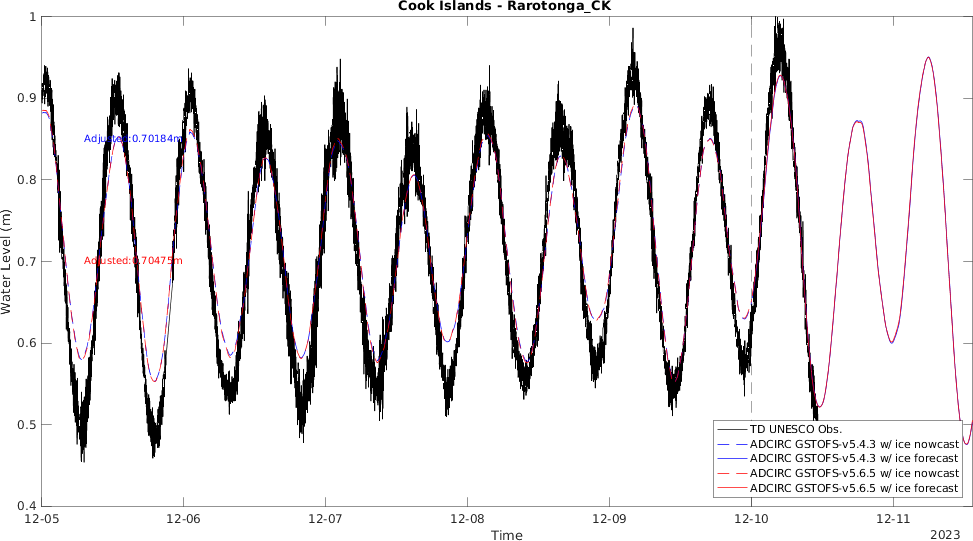 Cook Islands - Rarotonga_CK
Water Level (m)
1
0.9
0.8
0.7
0.6
0.5
0.4
Adjusted:0.70184m
Adjusted:0.70475m
TD UNESCO Obs.
ADCIRC GSTOFS-v5.4.3 w/ ice nowcast
ADCIRC GSTOFS-v5.4.3 w/ ice forecast
ADCIRC GSTOFS-v5.6.5 w/ ice nowcast
ADCIRC GSTOFS-v5.6.5 w/ ice forecast
12-05
12-06
12-07
12-08
12-09
12-10
12-11
Time
2023